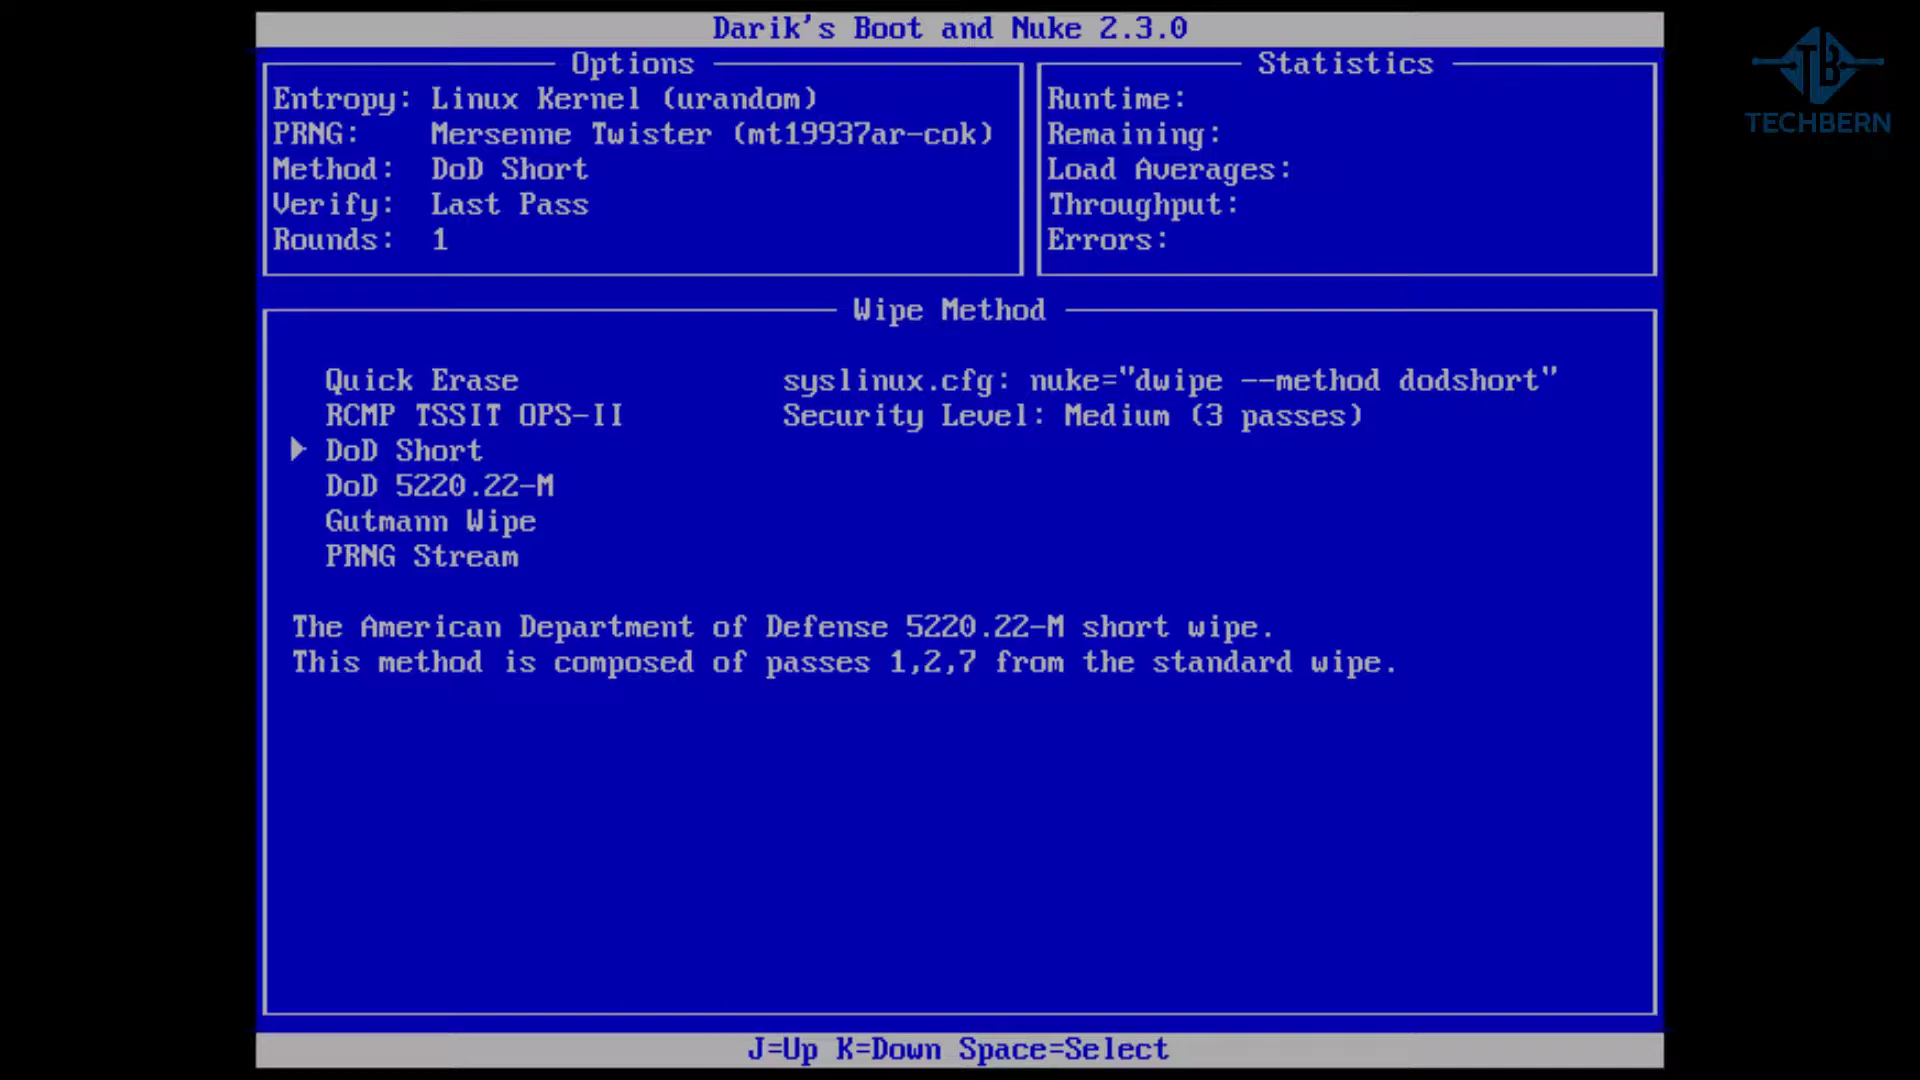 Darik's Boot and Nuke 2.3.0
Options
Entropy: Linux Kernel (urandom)
PRNG: Mersenne Twister (mt19937ar-cok)
Method: DoD Short
Verify: Last Pass
Rounds: 1
Statistics
Runtime:
Remaining:
Load Averages:
Throughput:
Errors:
TB
TECHBERN
Wipe Method
Quick Erase
RCMP TSSIT OPS-II
DoD Short
DoD 5220.22-M
Gutmann Wipe
PRNG Stream
syslinux.cfg: nuke="dwipe --method dodshort"
Security Level: Medium (3 passes)
The American Department of Defense 5220.22-M short wipe.
This method is composed of passes 1,2,7 from the standard wipe.
J=Up K=Down Space=Select